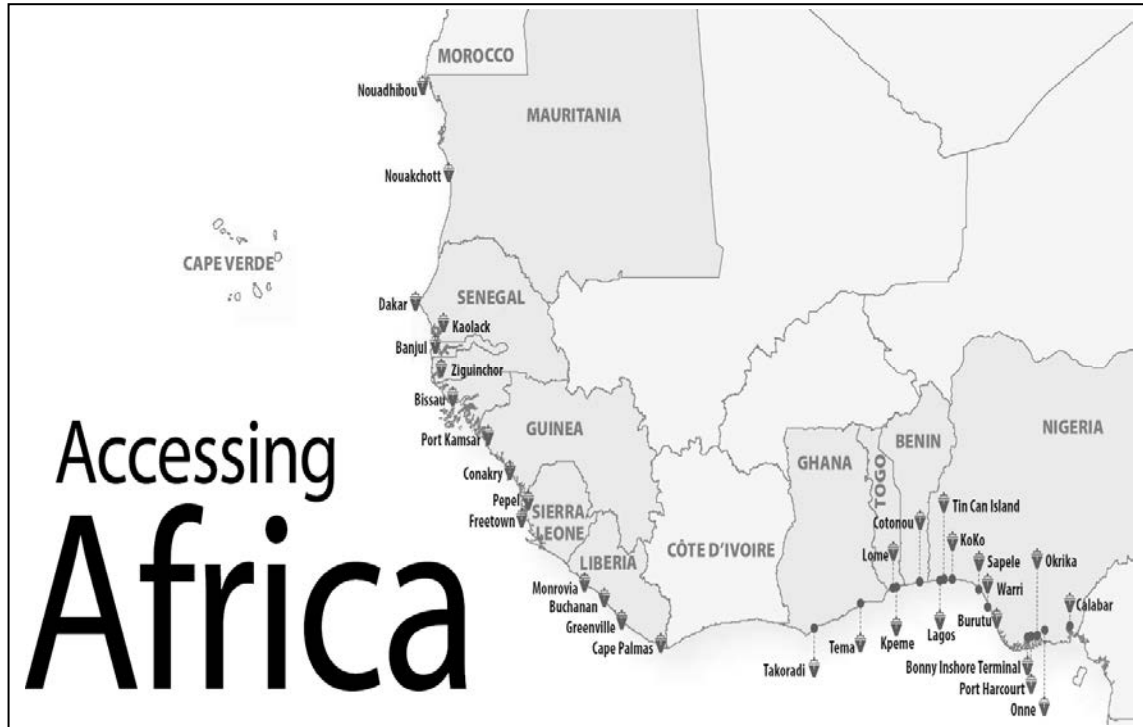 MOROCCO
Nouadhibou
MAURITANIA
Nouakchott
CAPE VERDE
Dakar
SENEGAL
Kaolack
Banjul
Ziguinchor
Bissau
Port Kamsar
GUINEA
Conakry
Pepel
Freetown
SIERRA
LEONE
LIBERIA
Monrovia
Buchanan
Greenville
Cape Palmas
CÔTE D'IVOIRE
GHANA
TOGO
BENIN
NIGERIA
Tin Can Island
Cotonou
KoKo
Lome
Sapele
Okrika
Warri
Calabar
Burutu
Lagos
Kpeme
Tema
Takoradi
Bonny Inshore Terminal
Port Harcourt
Onne
Accessing
Africa